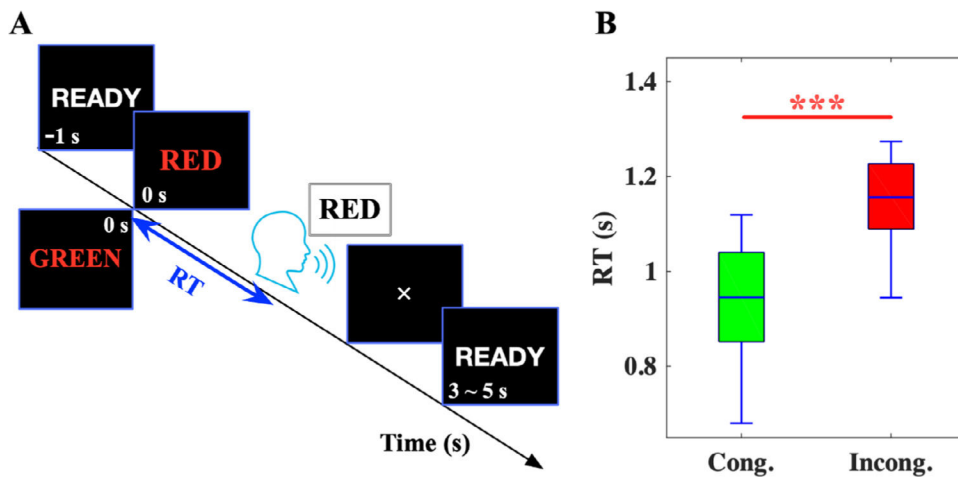 A
READY
-1 s
RED
0 s
0 s
GREEN
RT
RED
×
READY
3 ~ 5 s
Time (s)
B
1.4
1.2
1
0.8
RT (s)
***
Cong.
Incong.